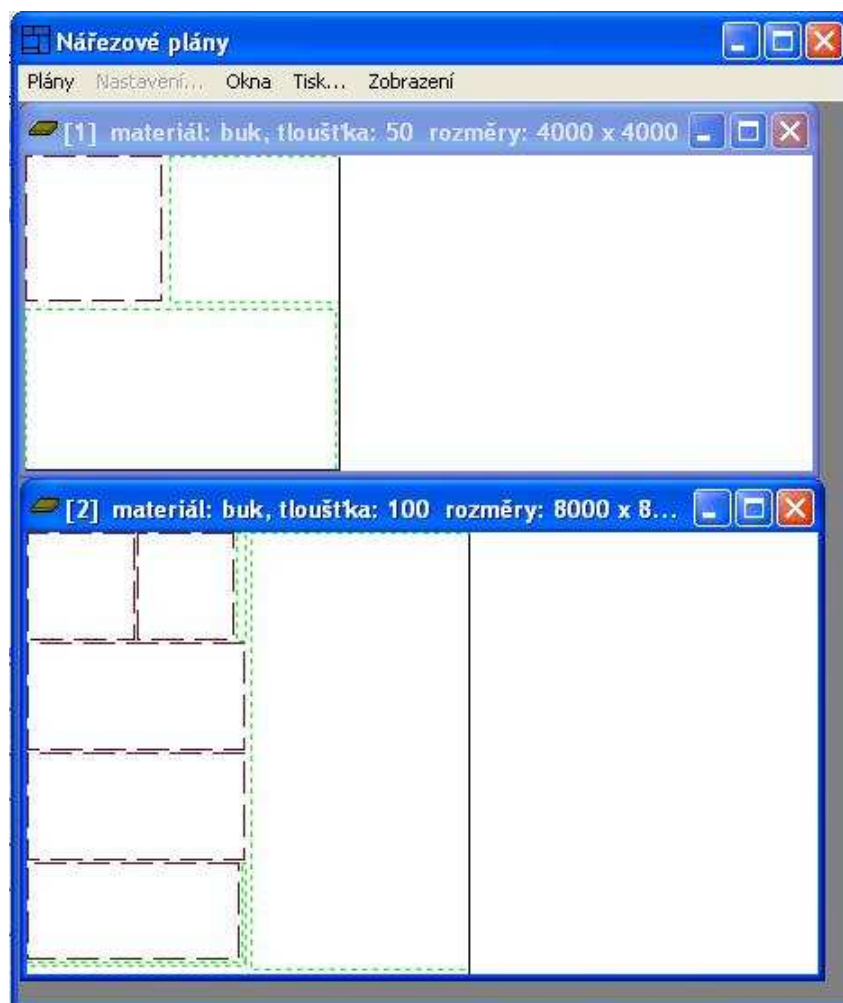 Nářezové plány
Plány Nastavení... Okna Tisk... Zobrazení
[1] materiál: buk, tloušťka: 50 rozměry: 4000 x 4000
[2] materiál: buk, tloušťka: 100 rozměry: 8000 x 8...